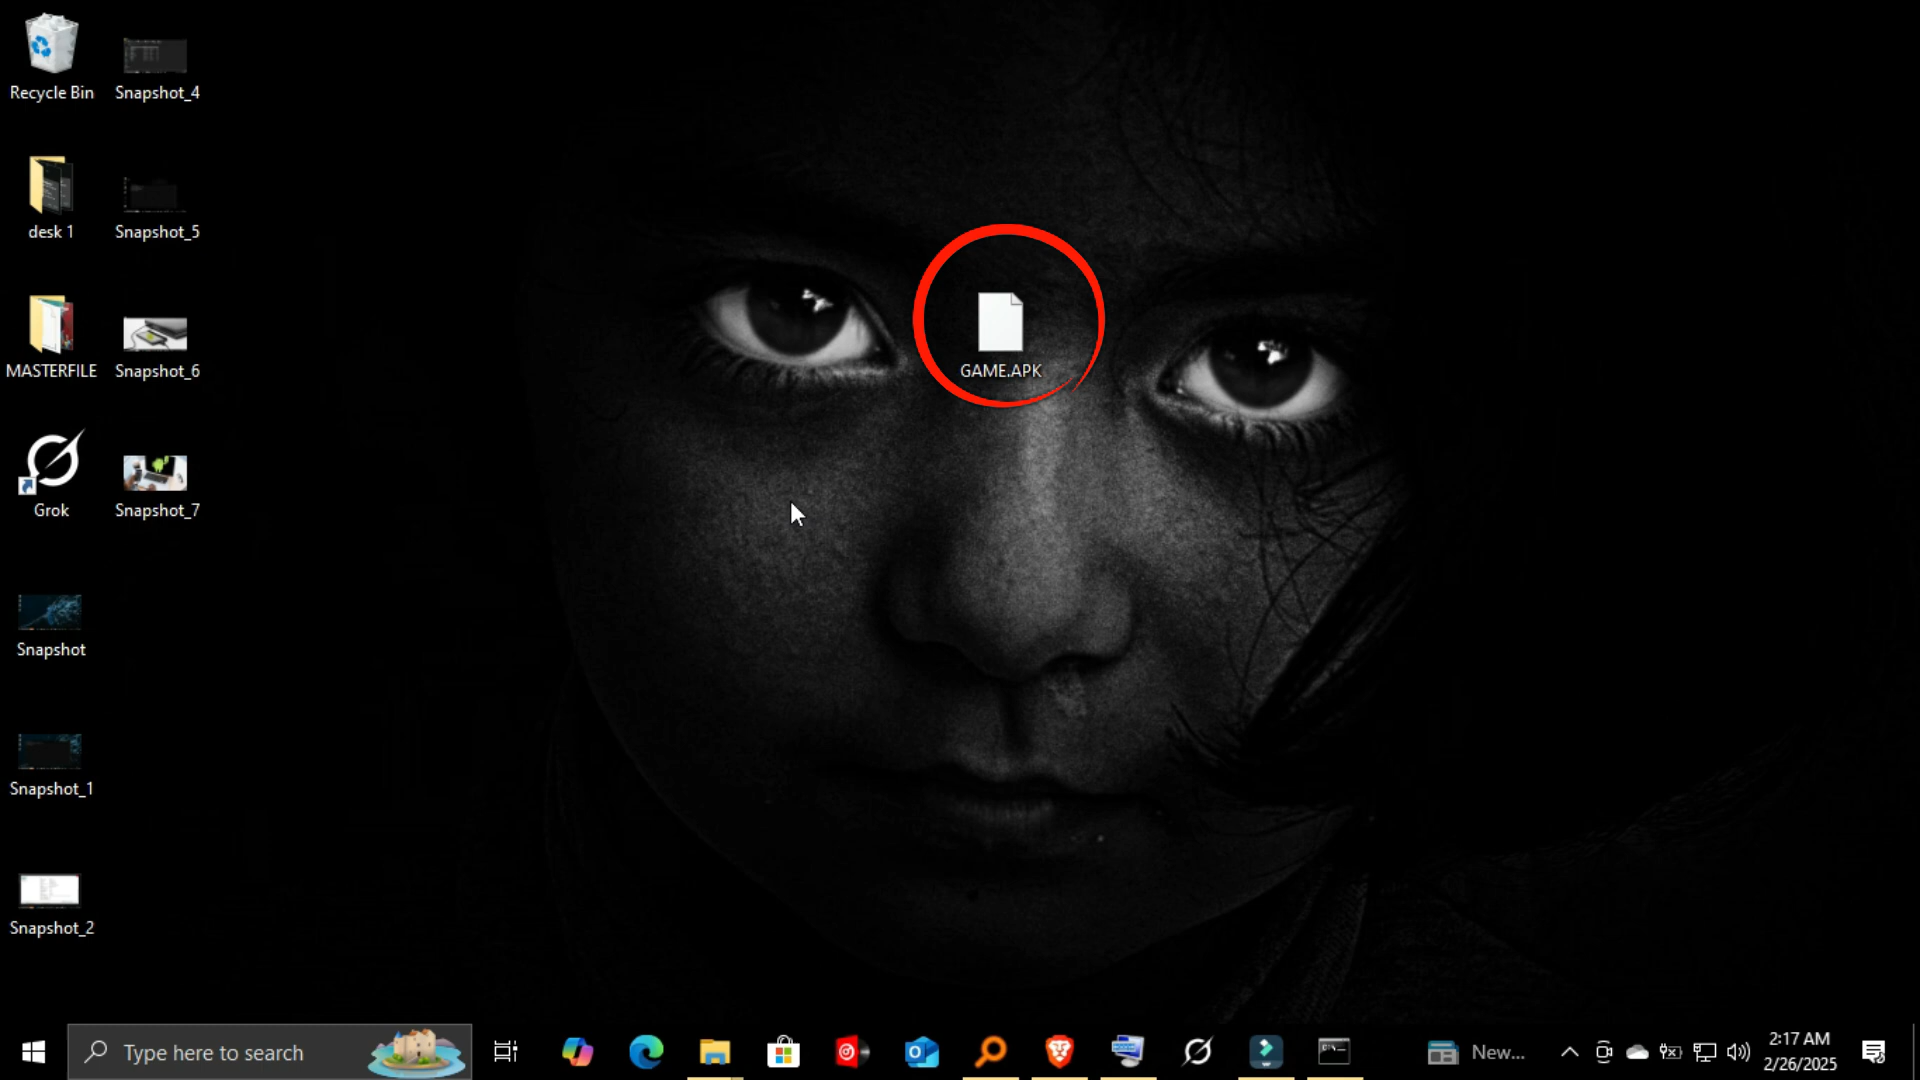 Recycle Bin
Snapshot_4
desk 1
Snapshot_5
MASTERFILE
Snapshot_6
GAME.APK
Grok
Snapshot_7
Snapshot
Snapshot_1
Snapshot_2
Type here to search
New...
2:17 AM
2/26/2025